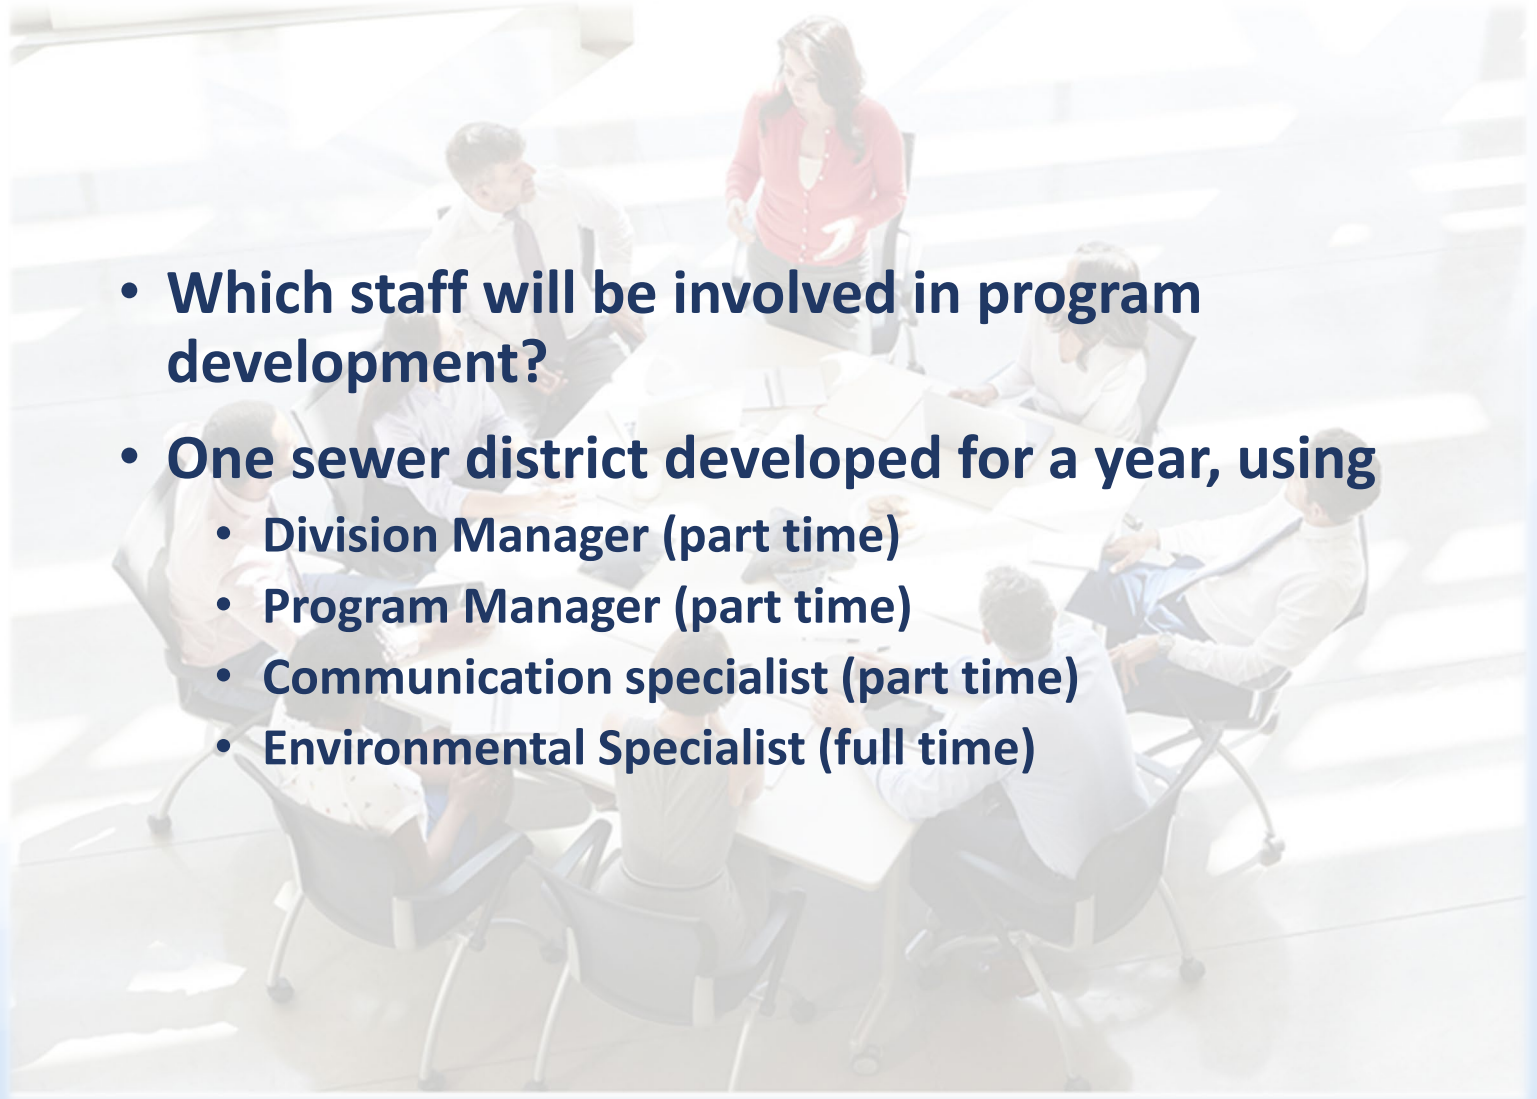 • Which staff will be involved in program
development?
• One sewer district developed for a year, using
• Division Manager (part time)
• Program Manager (part time)
• Communication specialist (part time)
• Environmental Specialist (full time)